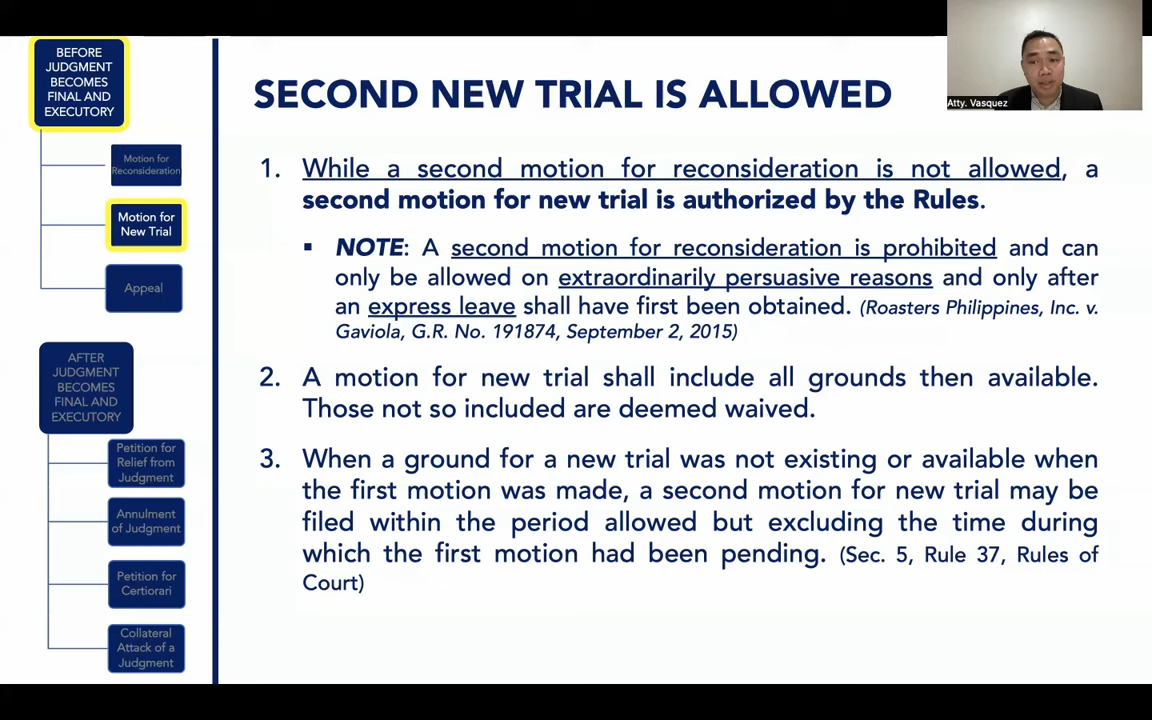 BEFORE
JUDGMENT
BECOMES
FINAL AND
EXECUTORY
Motion for
Reconsideration
Motion for
New Trial
Appeal
AFTER
JUDGMENT
BECOMES
FINAL AND
EXECUTORY
Petition for
Relief from
Judgment
Annulment
of Judgment
Petition for
Certiorari
Collateral
Attack of a
Judgment
SECOND NEW TRIAL IS ALLOWED
1. While a second motion for reconsideration is not allowed, a
second motion for new trial is authorized by the Rules.
▪ NOTE: A second motion for reconsideration is prohibited and can
only be allowed on extraordinarily persuasive reasons and only after
an express leave shall have first been obtained. (Roasters Philippines, Inc. v.
Gaviola, G.R. No. 191874, September 2, 2015)
2. A motion for new trial shall include all grounds then available.
Those not so included are deemed waived.
3. When a ground for a new trial was not existing or available when
the first motion was made, a second motion for new trial may be
filed within the period allowed but excluding the time during
which the first motion had been pending. (Sec. 5, Rule 37, Rules of
Court)
Atty. Vasquez